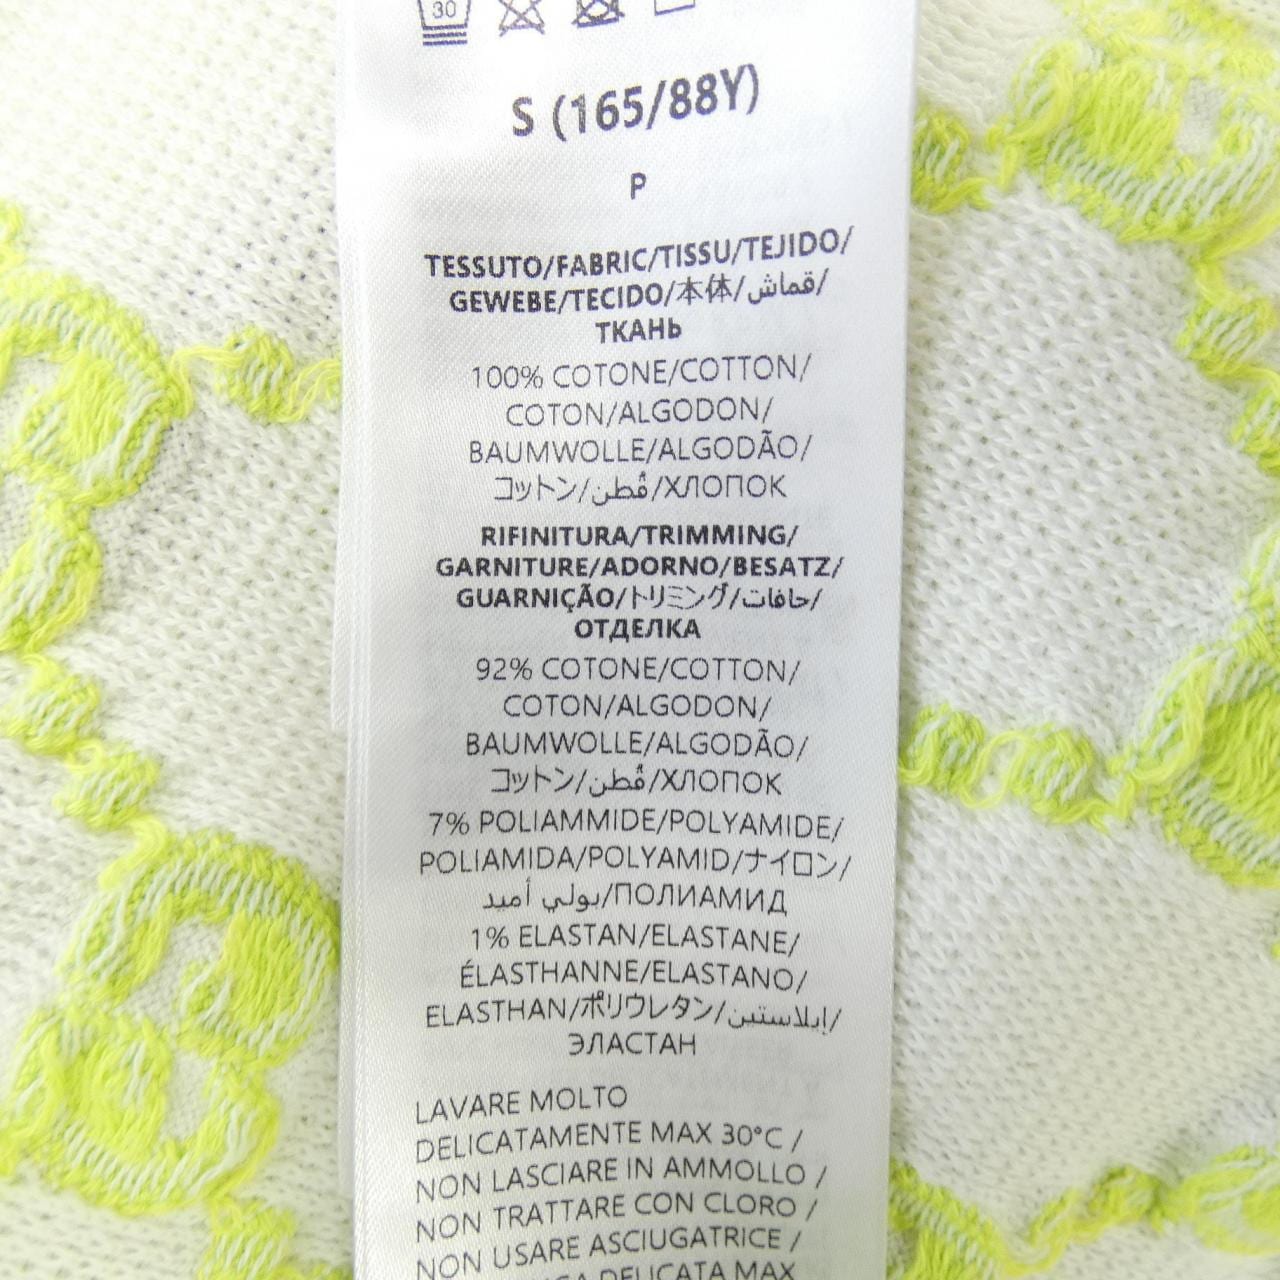 30
S (165/88Y)
P
TESSUTO/FABRIC/TISSU/TEJIDO/
GEWEBE/TECIDO/本体/قماش/
ТКАНЬ
100% COTONE/COTTON/
COTON/ALGODON/
BAUMWOLLE/ALGODÃO/
コットン/قُطن/ХЛОПОК
RIFINITURA/TRIMMING/
GARNITURE/ADORNO/BESATZ/
GUARNIÇÃO/トリミング/حافات/
ОТДЕЛКА
92% COTONE/COTTON/
COTON/ALGODON/
BAUMWOLLE/ALGODÃO/
コットン/قُطن/ХЛОПОК
7% POLIAMMIDE/POLYAMIDE/
POLIAMIDA/POLYAMID/ナイロン/
بولي أميد/ПОЛИАМИД
1% ELASTAN/ELASTANE/
ÉLASTHANNE/ELASTANO/
ELASTHAN/ポリウレタン/إيلاستين/
ЭЛАСТАН
LAVARE MOLTO
DELICATAMENTE MAX 30°C /
NON LASCIARE IN AMMOLLO /
NON TRATTARE CON CLORO /
NON USARE ASCIUGATRICE /
DELICATA MAX